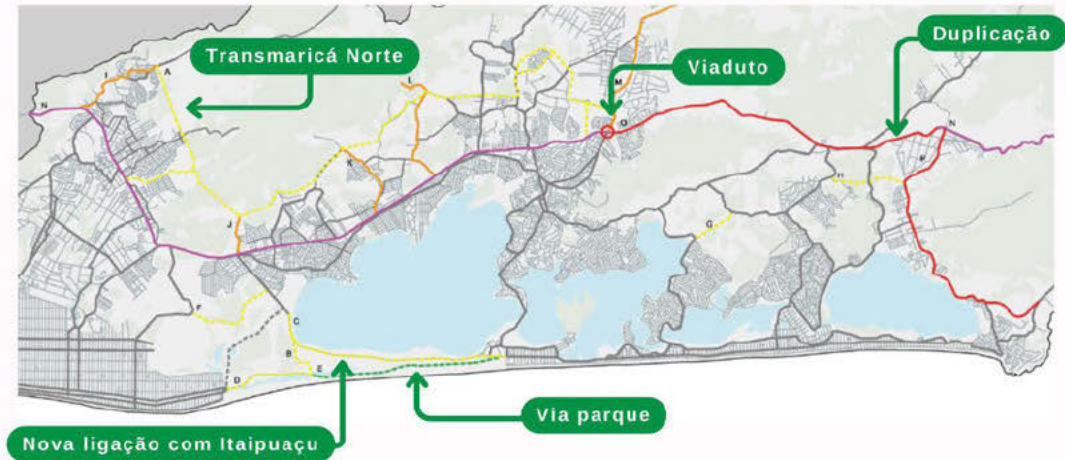 Duplicação
Transmaricá Norte
Viaduto
I
A
L
M
N
O
N
P
K
H
J
G
F
C
B
E
D
Via parque
Nova ligação com Itaipuaçu